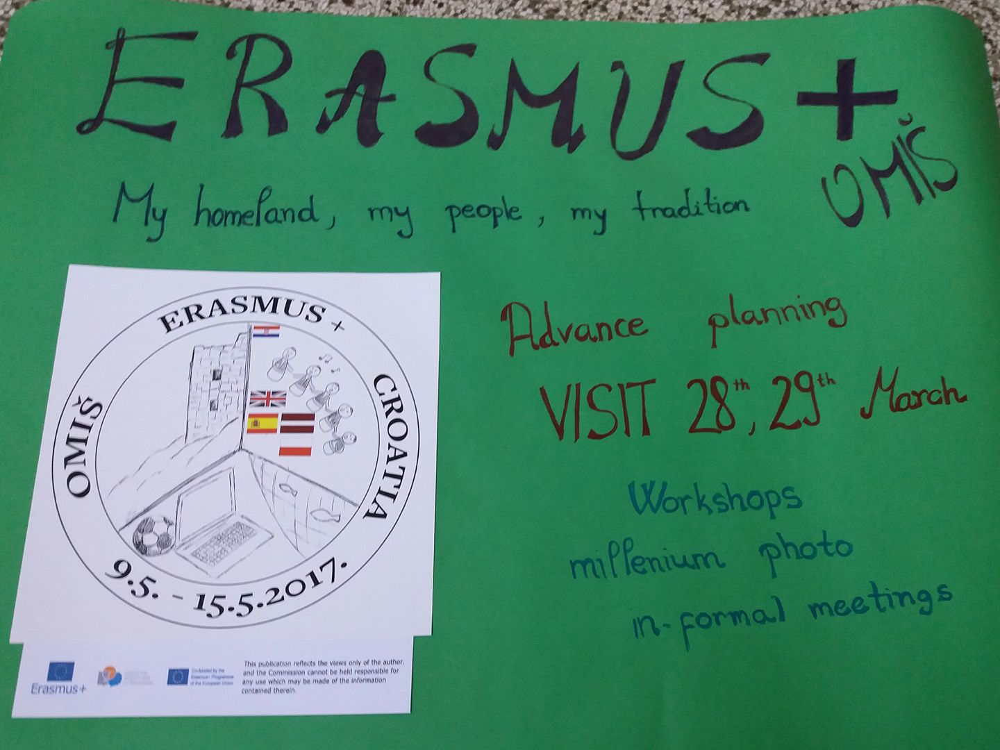 ERASMUS +
OMIŠ
My homeland, my people, my tradition
Advance planning
VISIT 28th, 29th March
Workshops
millenium photo
in-formal meetings
ERASMUS +
OMIŠ
CROATIA
9.5. - 15.5.2017.
Erasmus+
Co-funded by the
Erasmus+ Programme
of the European Union
This publication reflects the views only of the author,
and the Commission cannot be held responsible for
any use which may be made of the information
contained therein.